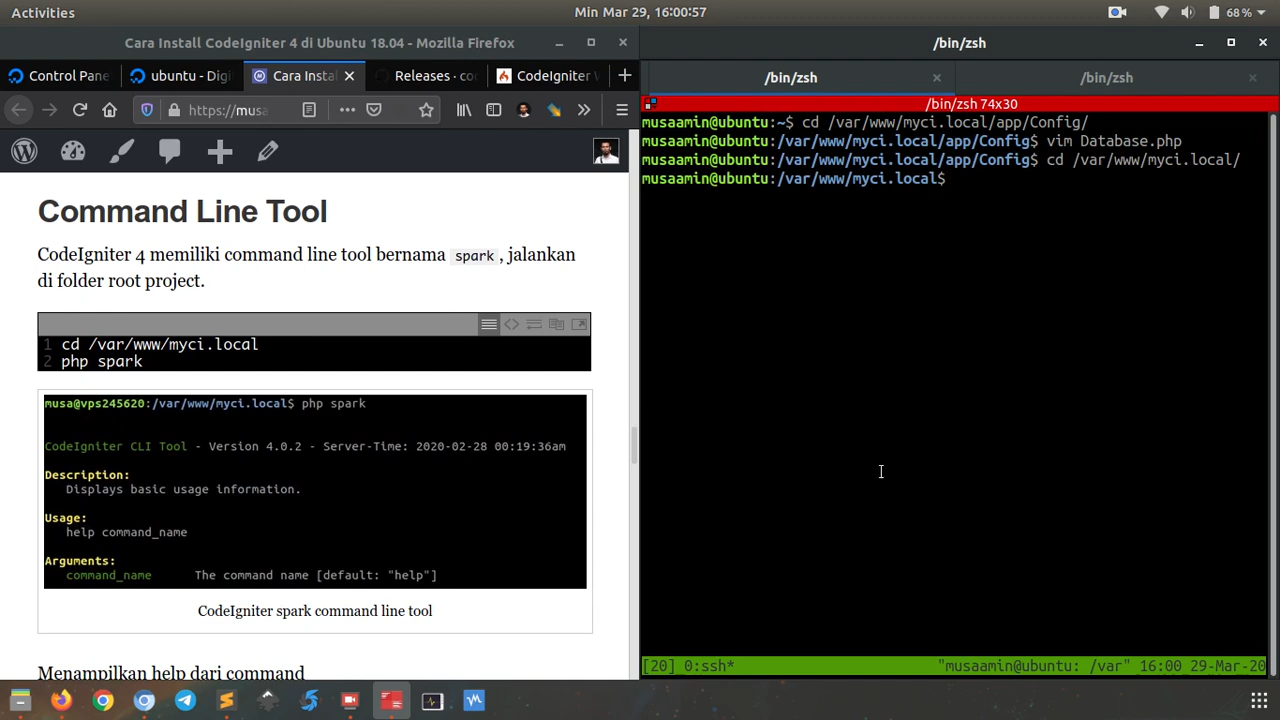 Activities
Min Mar 29, 16:00:57
68 %
Cara Install CodeIgniter 4 di Ubuntu 18.04 - Mozilla Firefox
/bin/zsh
Control Pane
ubuntu - Digi
Cara Instal
Releases · co
CodeIgniter W
/bin/zsh
/bin/zsh
https://musa
/bin/zsh 74x30
Command Line Tool
CodeIgniter 4 memiliki command line tool bernama spark, jalankan
di folder root project.
1 cd /var/www/myci.local
2 php spark
musa@vps245620:/var/www/myci.local$ php spark
CodeIgniter CLI Tool - Version 4.0.2 - Server-Time: 2020-02-28 00:19:36am
Description:
Displays basic usage information.
Usage:
help command_name
Arguments:
command_name The command name [default: "help"]
CodeIgniter spark command line tool
Menampilkan help dari command
musaamin@ubuntu:~$ cd /var/www/myci.local/app/Config/
musaamin@ubuntu:/var/www/myci.local/app/Config$ vim Database.php
musaamin@ubuntu:/var/www/myci.local/app/Config$ cd /var/www/myci.local/
musaamin@ubuntu:/var/www/myci.local$
[20] 0:ssh* "musaamin@ubuntu: /var" 16:00 29-Mar-20